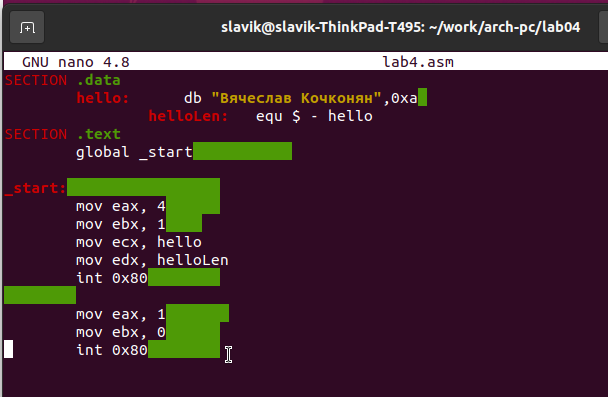 slavik@slavik-ThinkPad-T495: ~/work/arch-pc/lab04
GNU nano 4.8 lab4.asm
SECTION .data
hello: db "Вячеслав Кочконян",0xa
helloLen: equ $ - hello
SECTION .text
global _start
_start:
mov eax, 4
mov ebx, 1
mov ecx, hello
mov edx, helloLen
int 0x80
mov eax, 1
mov ebx, 0
int 0x80